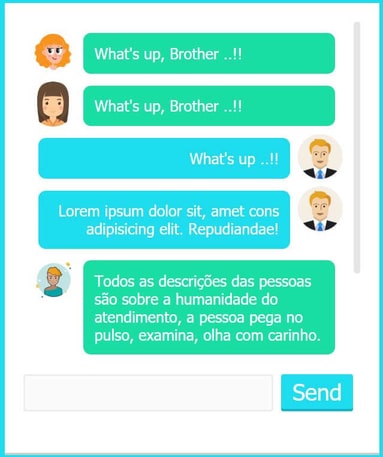 What's up, Brother ..!!
What's up, Brother ..!!
What's up ..!!
Lorem ipsum dolor sit, amet cons
adipisicing elit. Repudiandae!
Todos as descrições das pessoas
são sobre a humanidade do
atendimento, a pessoa pega no
pulso, examina, olha com carinho.
Send